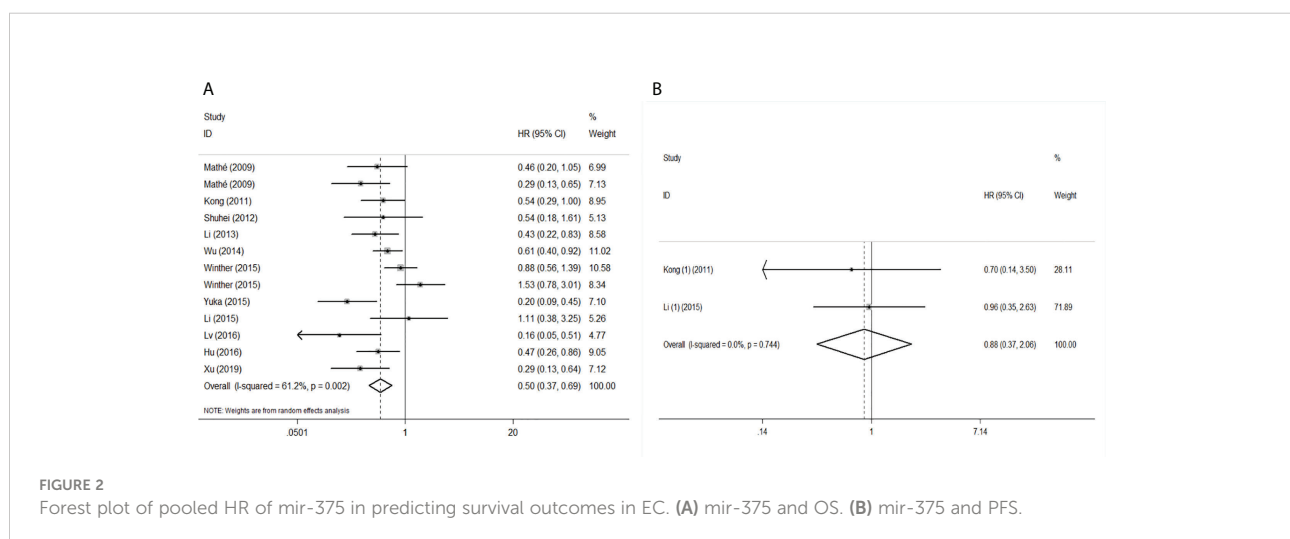 A
Study %
ID HR (95% CI) Weight
Mathé (2009) 0.46 (0.20, 1.05) 6.99
Mathé (2009) 0.29 (0.13, 0.65) 7.13
Kong (2011) 0.54 (0.29, 1.00) 8.95
Shuhei (2012) 0.54 (0.18, 1.61) 5.13
Li (2013) 0.43 (0.22, 0.83) 8.58
Wu (2014) 0.61 (0.40, 0.92) 11.02
Winther (2015) 0.88 (0.56, 1.39) 10.58
Winther (2015) 1.53 (0.78, 3.01) 8.34
Yuka (2015) 0.20 (0.09, 0.45) 7.10
Li (2015) 1.11 (0.38, 3.25) 5.26
Lv (2016) 0.16 (0.05, 0.51) 4.77
Hu (2016) 0.47 (0.26, 0.86) 9.05
Xu (2019) 0.29 (0.13, 0.64) 7.12
Overall (I-squared = 61.2%, p = 0.002) 0.50 (0.37, 0.69) 100.00
NOTE: Weights are from random effects analysis
.0501 1 20
B
Study %
ID HR (95% CI) Weight
Kong (1) (2011) 0.70 (0.14, 3.50) 28.11
Li (1) (2015) 0.96 (0.35, 2.63) 71.89
Overall (I-squared = 0.0%, p = 0.744) 0.88 (0.37, 2.06) 100.00
.14 1 7.14
FIGURE 2
Forest plot of pooled HR of mir-375 in predicting survival outcomes in EC. (A) mir-375 and OS. (B) mir-375 and PFS.